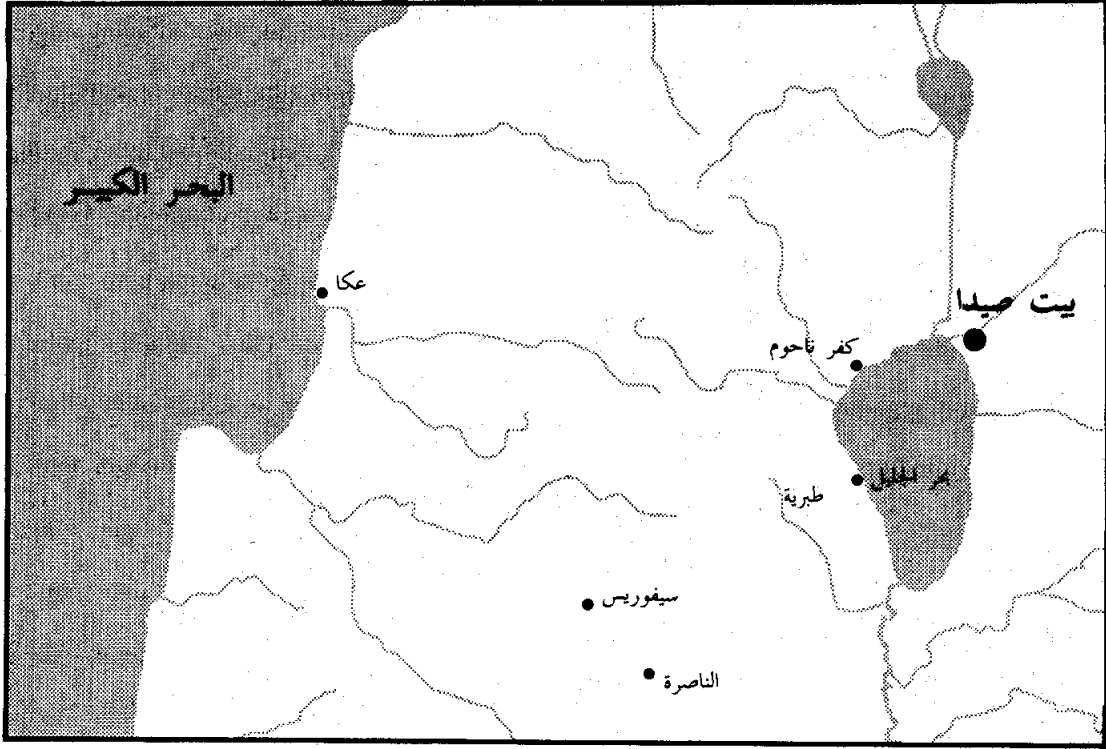 البحر الكبير
عكا
بيت صيدا
كفر ناحوم
بحر الجليل
طبرية
سيفوريس
الناصرة